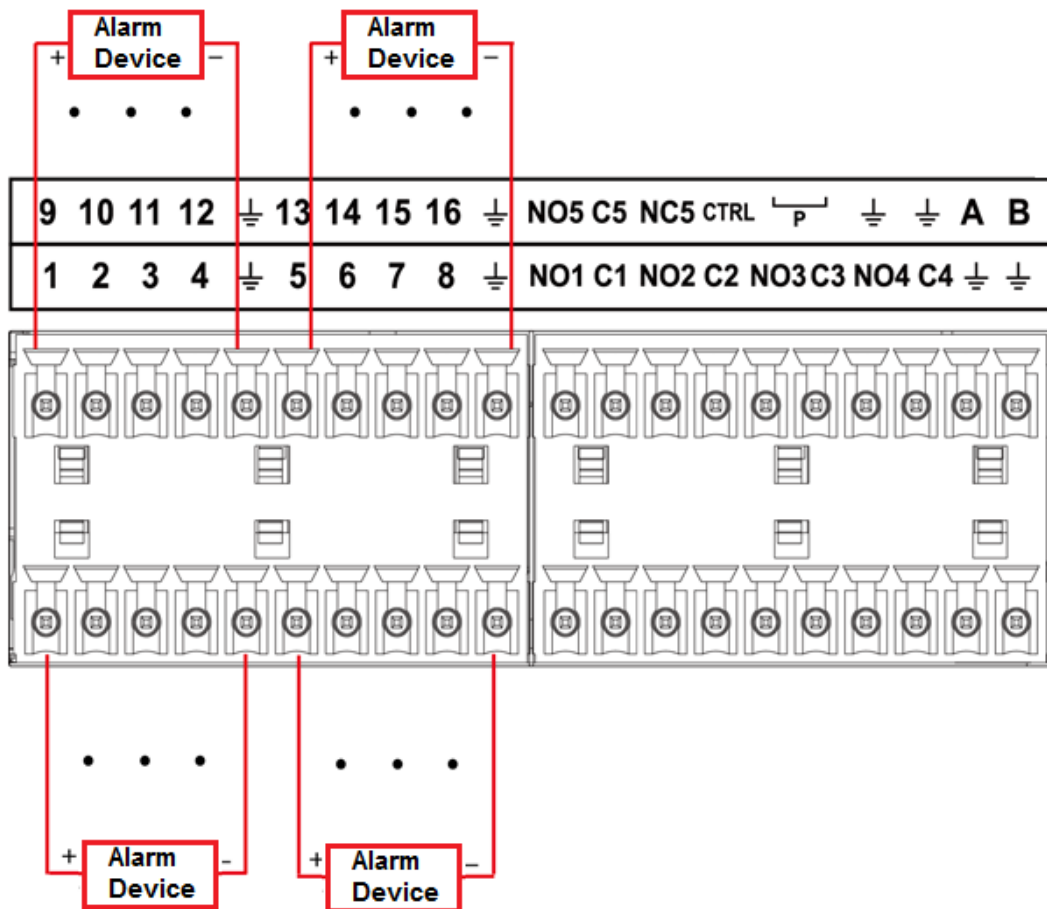 Alarm
Device
+ −
Alarm
Device
+ −
9 10 11 12 ⏚ 13 14 15 16 ⏚ NO5 C5 NC5 CTRL P ⏚ ⏚ A B
1 2 3 4 ⏚ 5 6 7 8 ⏚ NO1 C1 NO2 C2 NO3 C3 NO4 C4 ⏚ ⏚
+ -
Alarm
Device
+ −
Alarm
Device